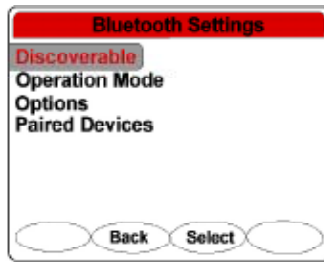 Bluetooth Settings
Discoverable
Operation Mode
Options
Paired Devices
Back Select